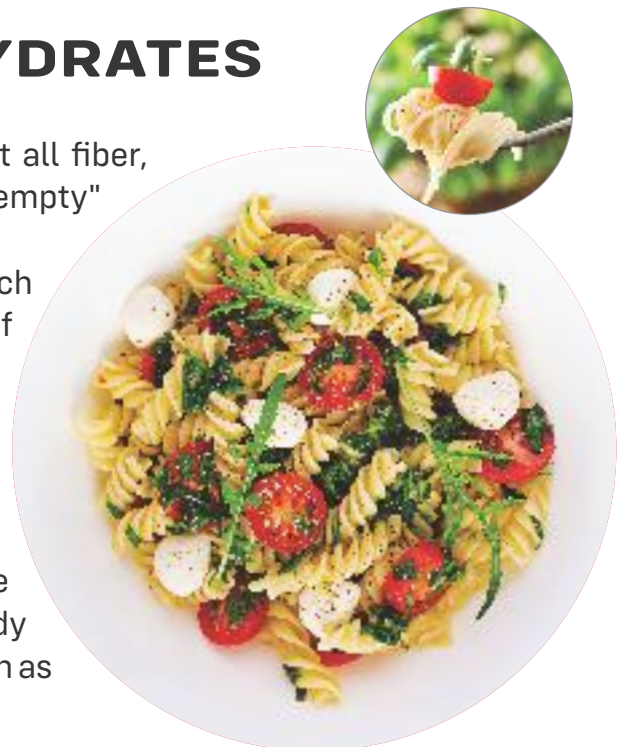 YDRATES
t all fiber,
empty"
ch
f
e
dy
n as